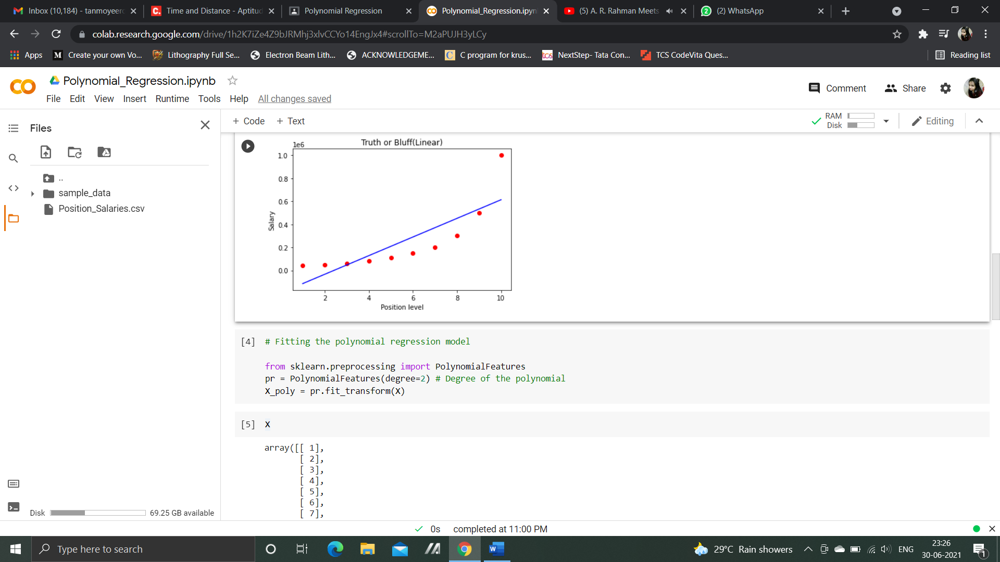 Inbox (10,184) - tanmoyeerc
Time and Distance - Aptitud
Polynomial Regression
Polynomial_Regression.ipyn
(5) A. R. Rahman Meets
(2) WhatsApp
colab.research.google.com/drive/1h2K7iZe4Z9bJRMhj3xlvCCYo14EngJx4#scrollTo=M2aPUJH3yLCy
Apps
M Create your own Vo...
Lithography Full Se...
Electron Beam Lith...
ACKNOWLEDGEME...
C C program for krus...
tcs NextStep- Tata Con...
TCS CodeVita Ques...
Reading list
Polynomial_Regression.ipynb
Comment
Share
File Edit View Insert Runtime Tools Help All changes saved
Files
+ Code + Text
RAM
Disk
Editing
..
sample_data
Position_Salaries.csv
Truth or Bluff(Linear)
1e6
1.0
0.8
0.6
0.4
0.2
0.0
Salary
2 4 6 8 10
Position level
[4] # Fitting the polynomial regression model
from sklearn.preprocessing import PolynomialFeatures
pr = PolynomialFeatures(degree=2) # Degree of the polynomial
X_poly = pr.fit_transform(X)
[5] X
array([[ 1],
[ 2],
[ 3],
[ 4],
[ 5],
[ 6],
[ 7],
Disk 69.25 GB available
0s completed at 11:00 PM
Type here to search
29°C Rain showers
ENG
23:26
30-06-2021
1